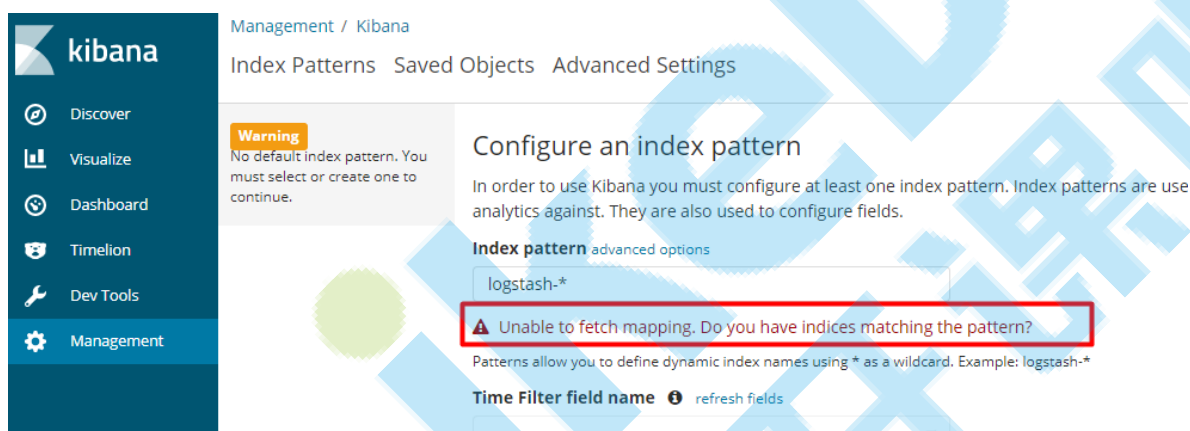 kibana
Discover
Visualize
Dashboard
Timelion
Dev Tools
Management
Management / Kibana
Index Patterns Saved Objects Advanced Settings
Warning
No default index pattern. You
must select or create one to
continue.
Configure an index pattern
In order to use Kibana you must configure at least one index pattern. Index patterns are use
analytics against. They are also used to configure fields.
Index pattern advanced options
logstash-*
Unable to fetch mapping. Do you have indices matching the pattern?
Patterns allow you to define dynamic index names using * as a wildcard. Example: logstash-*
Time Filter field name refresh fields